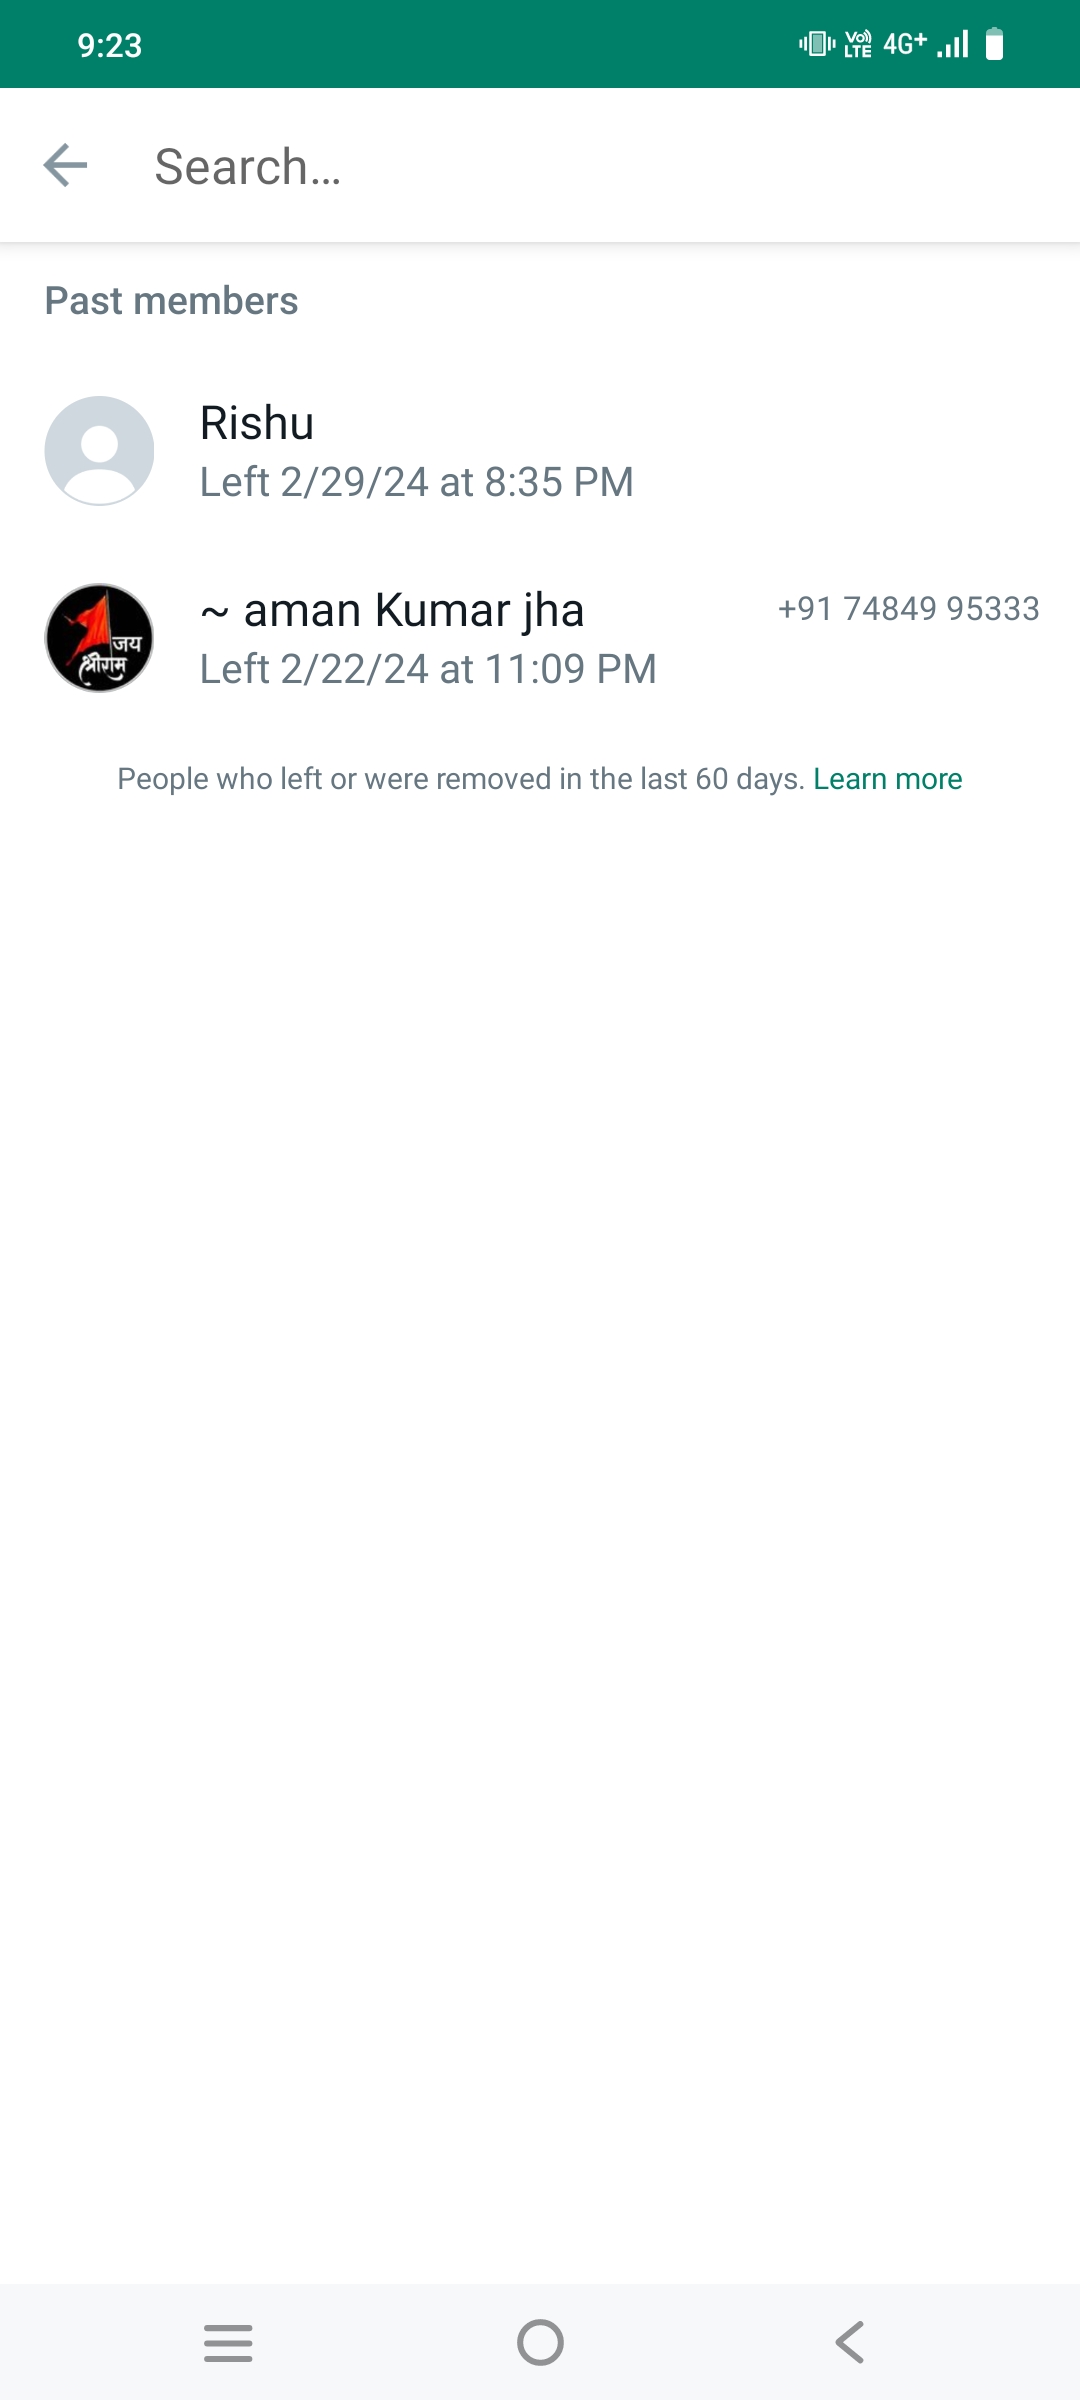 9:23
Vo)) LTE 4G+
Search…
Past members
Rishu
Left 2/29/24 at 8:35 PM
~ aman Kumar jha +91 74849 95333
Left 2/22/24 at 11:09 PM
जय
श्रीराम
People who left or were removed in the last 60 days. Learn more